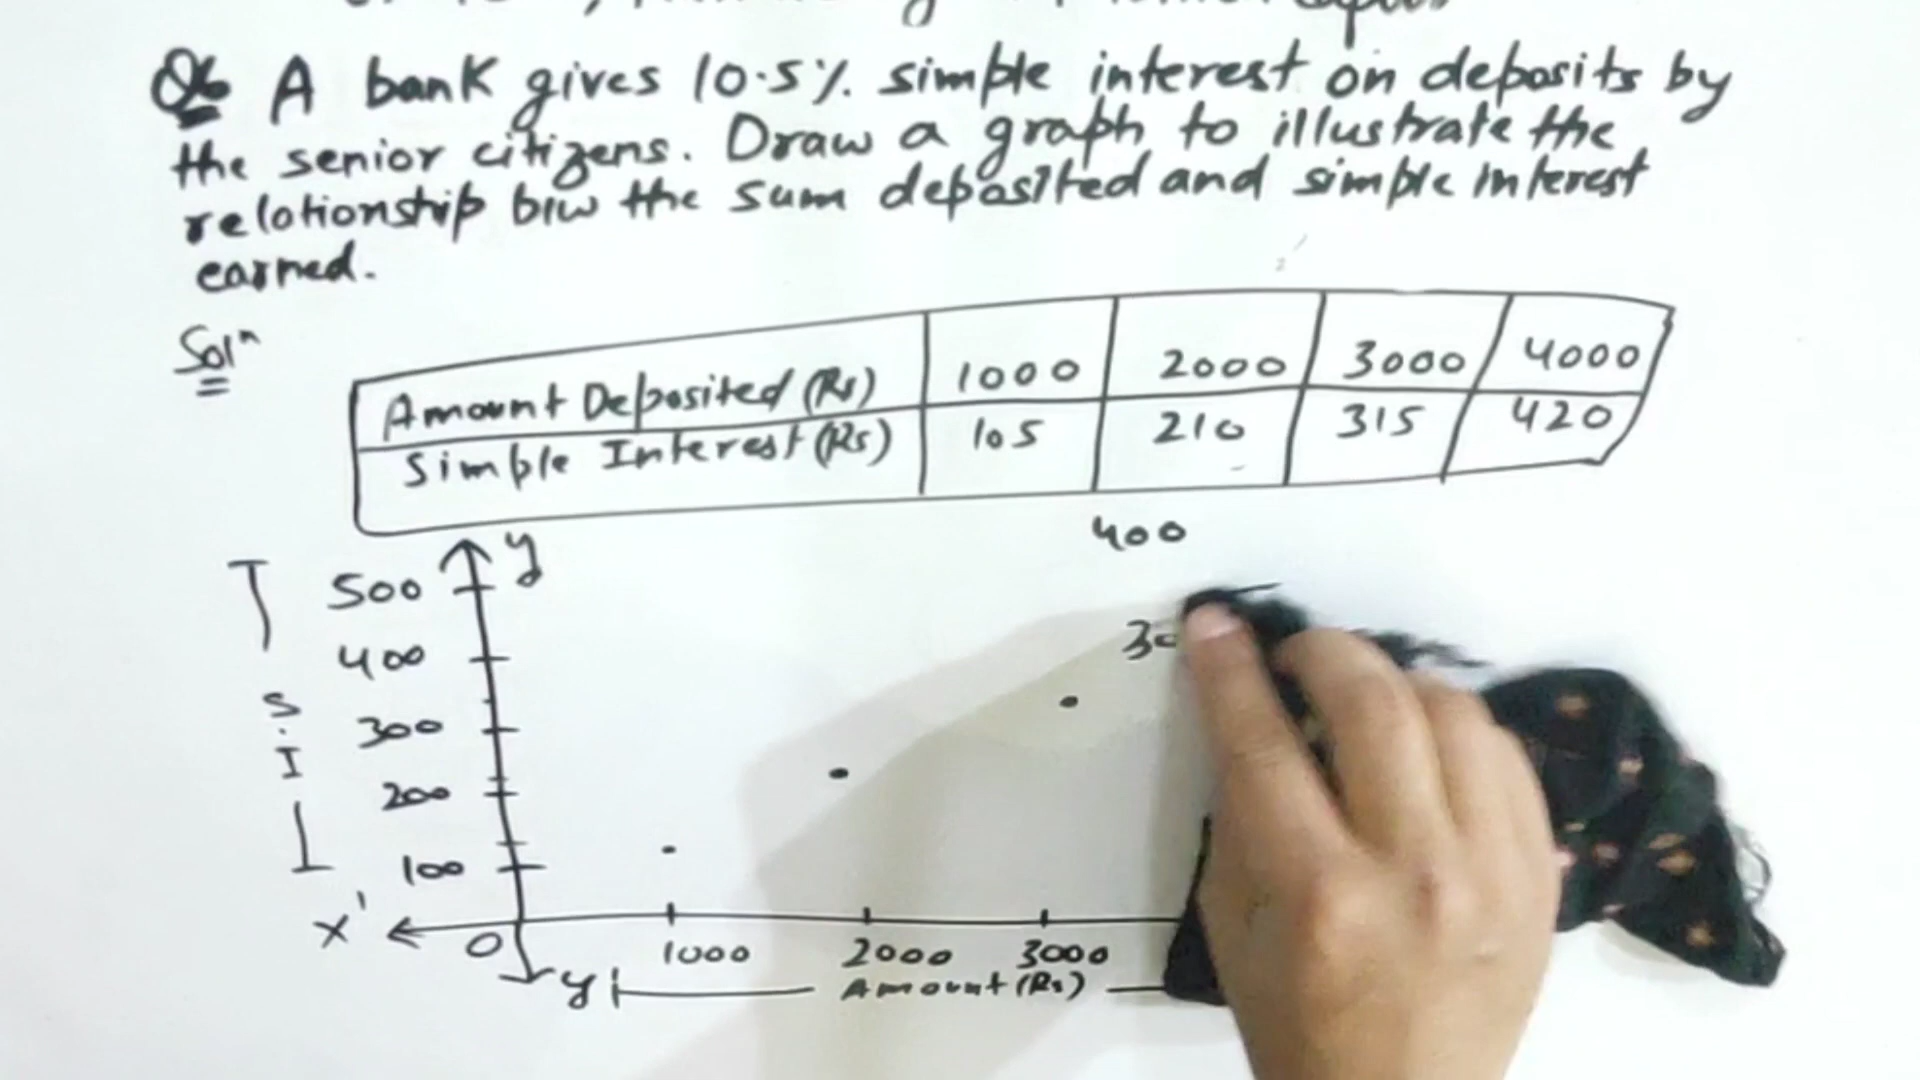 Q6 A bank gives 10.5% simple interest on deposits by
the senior citizens. Draw a graph to illustrate the
relationship b/w the sum deposited and simple interest
earned.
Solⁿ
Amount Deposited (Rs) 1000 2000 3000 4000
Simple Interest (Rs) 105 210 315 420
400
y
500
400
300
200
100
S.I
x' 0 1000 2000 3000
y' Amount (Rs)